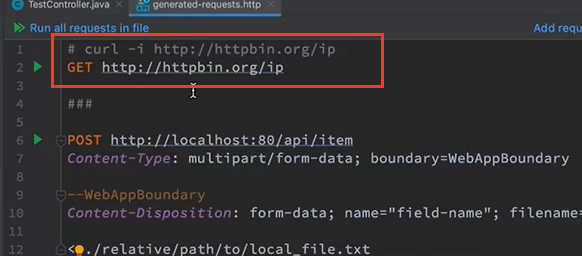 TestController.java × generated-requests.http ×
Run all requests in file Add requ
1 # curl -i http://httpbin.org/ip
2 GET http://httpbin.org/ip
3
4 ###
5
6 POST http://localhost:80/api/item
7 Content-Type: multipart/form-data; boundary=WebAppBoundary
8
9 --WebAppBoundary
10 Content-Disposition: form-data; name="field-name"; filename=
11
12 < ./relative/path/to/local_file.txt